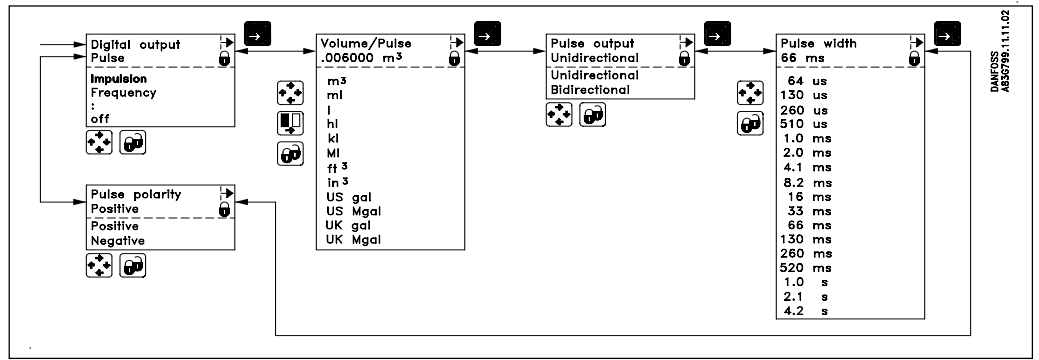 Digital output
Pulse
Impulsion
Frequency
:
off
Volume/Pulse
.006000 m³
m³
ml
l
hl
kl
Ml
ft³
in³
US gal
US Mgal
UK gal
UK Mgal
Pulse output
Unidirectional
Unidirectional
Bidirectional
Pulse width
66 ms
64 us
130 us
260 us
510 us
1.0 ms
2.0 ms
4.1 ms
8.2 ms
16 ms
33 ms
66 ms
130 ms
260 ms
520 ms
1.0 s
2.1 s
4.2 s
Pulse polarity
Positive
Positive
Negative
DANFOSS
A83G799.11.11.02